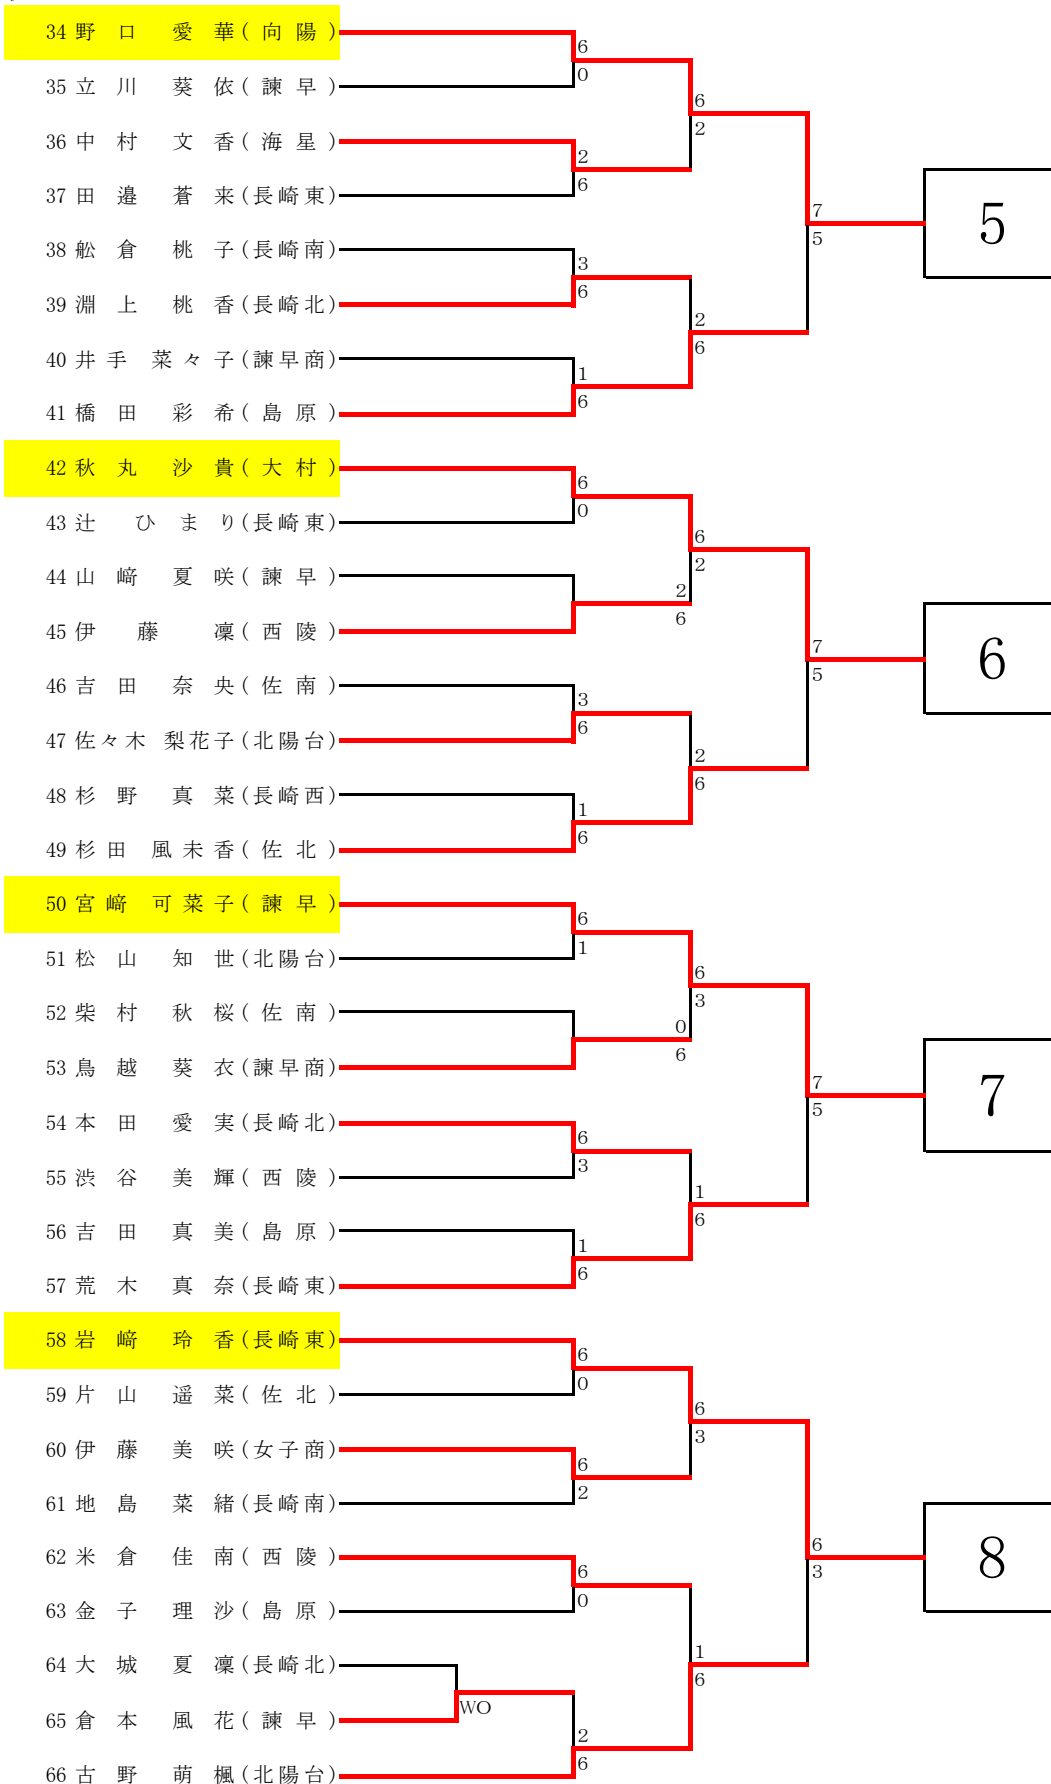 34 野口 愛華(向陽)
6
0
35 立川 葵依(諫早)
6
2
36 中村 文香(海星)
2
6
37 田邉 蒼来(長崎東)
7
5
5
38 舩倉 桃子(長崎南)
3
6
39 淵上 桃香(長崎北)
2
6
40 井手 菜々子(諫早商)
1
6
41 橋田 彩希(島原)
42 秋丸 沙貴(大村)
6
0
43 辻 ひまり(長崎東)
6
2
44 山﨑 夏咲(諫早)
2
6
45 伊藤 凜(西陵)
7
5
6
46 吉田 奈央(佐南)
3
6
47 佐々木 梨花子(北陽台)
2
6
48 杉野 真菜(長崎西)
1
6
49 杉田 風未香(佐北)
50 宮﨑 可菜子(諫早)
6
1
51 松山 知世(北陽台)
6
3
52 柴村 秋桜(佐南)
0
6
53 鳥越 葵衣(諫早商)
7
5
7
54 本田 愛実(長崎北)
6
3
55 渋谷 美輝(西陵)
1
6
56 吉田 真美(島原)
1
6
57 荒木 真奈(長崎東)
58 岩﨑 玲香(長崎東)
6
0
59 片山 遥菜(佐北)
6
3
60 伊藤 美咲(女子商)
6
2
61 地島 菜緒(長崎南)
6
3
8
62 米倉 佳南(西陵)
6
0
63 金子 理沙(島原)
1
6
64 大城 夏凜(長崎北)
WO
65 倉本 風花(諫早)
2
6
66 古野 萌楓(北陽台)